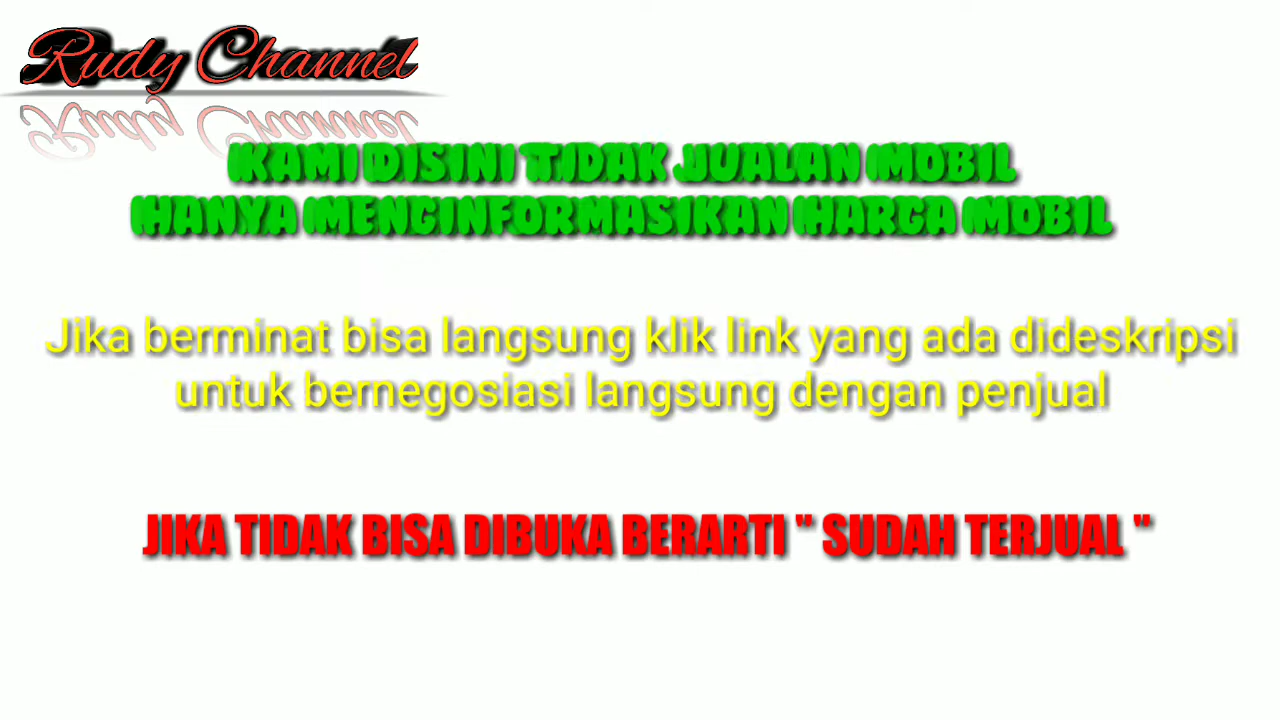 Rudy Channel
KAMI DISINI TIDAK JUALAN MOBIL
HANYA MENGINFORMASIKAN HARGA MOBIL
Jika berminat bisa langsung klik link yang ada dideskripsi
untuk bernegosiasi langsung dengan penjual
JIKA TIDAK BISA DIBUKA BERARTI " SUDAH TERJUAL "